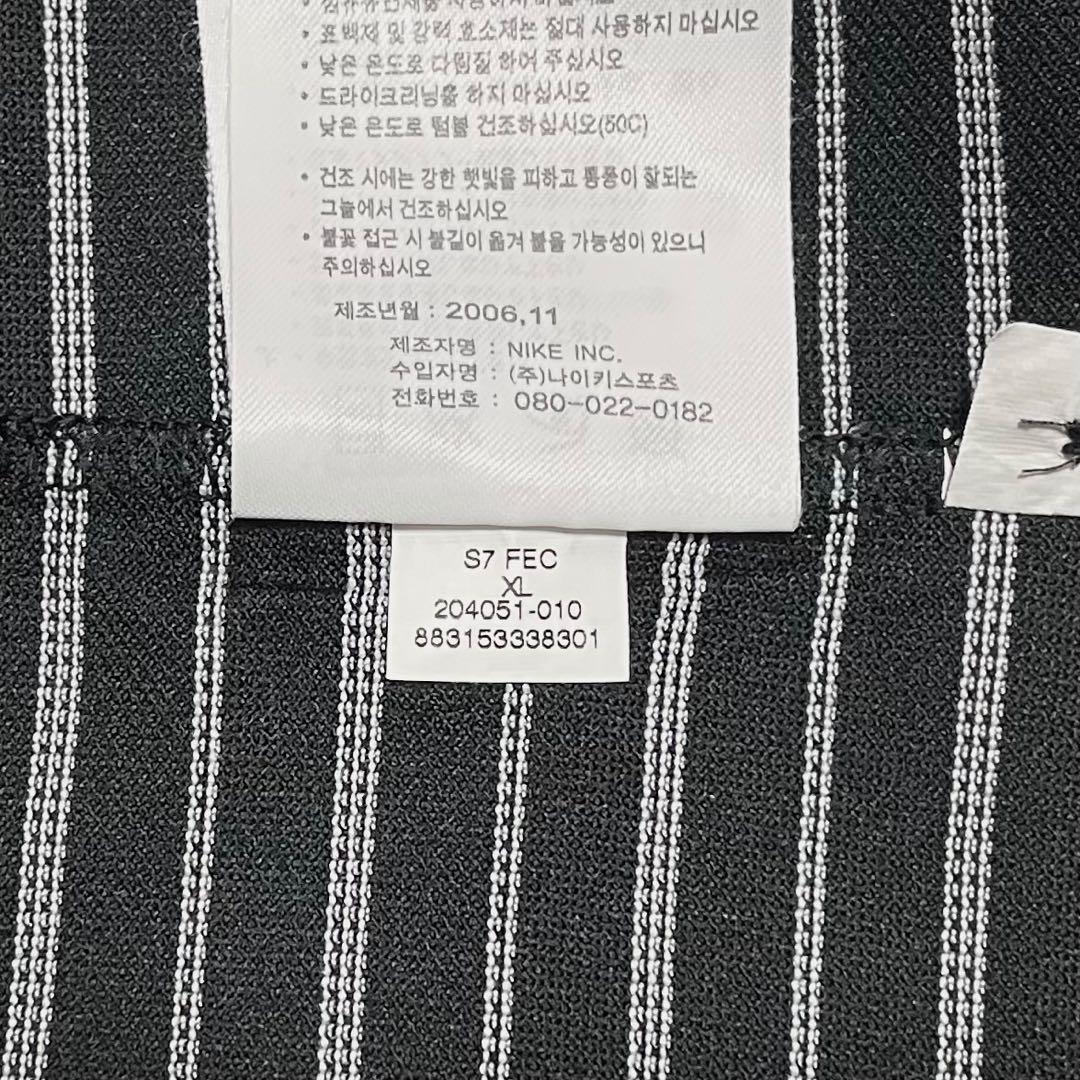 • 표백제 및 강력 효소제는 절대 사용하지 마십시오
• 낮은 온도로 다림질 하여 주십시오
• 드라이크리닝을 하지 마십시오
• 낮은 온도로 텀블 건조하십시오(50C)
• 건조 시에는 강한 햇빛을 피하고 통풍이 잘되는
그늘에서 건조하십시오
• 불꽃 접근 시 불길이 옮겨 붙을 가능성이 있으니
주의하십시오
제조년월 : 2006,11
제조자명 : NIKE INC.
수입자명 : (주)나이키스포츠
전화번호 : 080-022-0182
S7 FEC
XL
204051-010
883153338301